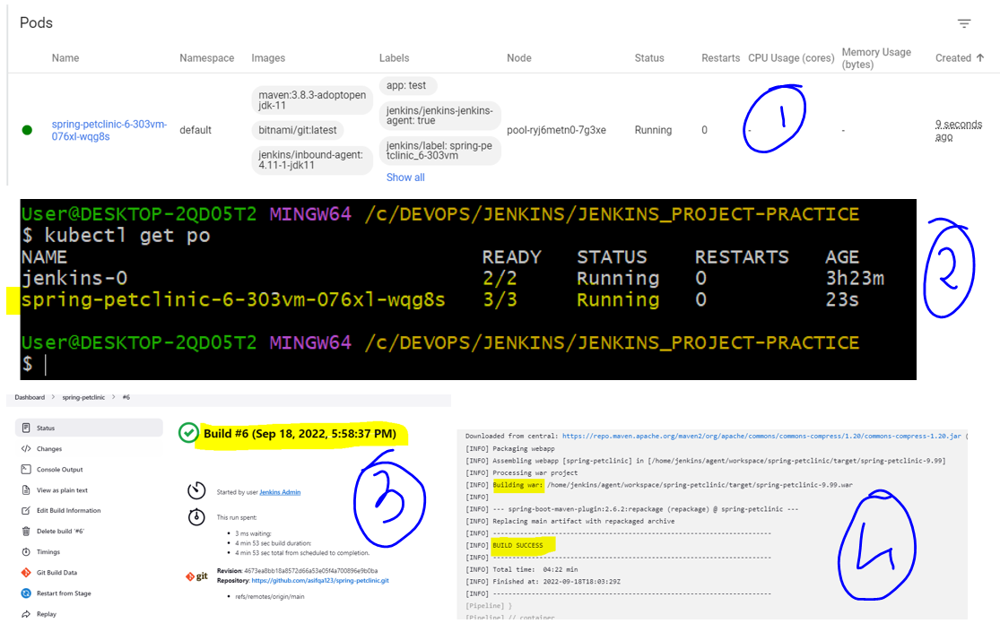 Pods
Name Namespace Images Labels Node Status Restarts CPU Usage (cores) Memory Usage (bytes) Created ↑
spring-petclinic-6-303vm-076xl-wqg8s
default
maven:3.8.3-adoptopenjdk-11
bitnami/git:latest
jenkins/inbound-agent:4.11-1-jdk11
app: test
jenkins/jenkins-jenkins-agent: true
jenkins/label: spring-petclinic_6-303vm
Show all
pool-ryj6metn0-7g3xe
Running
0
-
-
9 seconds ago
1
User@DESKTOP-2QDO5T2 MINGW64 /c/DEVOPS/JENKINS/JENKINS_PROJECT-PRACTICE
$ kubectl get po
NAME READY STATUS RESTARTS AGE
jenkins-0 2/2 Running 0 3h23m
spring-petclinic-6-303vm-076xl-wqg8s 3/3 Running 0 23s
User@DESKTOP-2QDO5T2 MINGW64 /c/DEVOPS/JENKINS/JENKINS_PROJECT-PRACTICE
$
2
Dashboard > spring-petclinic > #6
Status
Changes
Console Output
View as plain text
Edit Build Information
Delete build '#6'
Timings
Git Build Data
Restart from Stage
Replay
Build #6 (Sep 18, 2022, 5:58:37 PM)
Started by user Jenkins Admin
This run spent:
• 3 ms waiting;
• 4 min 53 sec build duration;
• 4 min 53 sec total from scheduled to completion.
git
Revision: 4673ea8bb18a8572d66a53e05f4a700896e9b0ba
Repository: https://github.com/asifqa123/spring-petclinic.git
• refs/remotes/origin/main
3
Downloaded from central: https://repo.maven.apache.org/maven2/org/apache/commons/commons-compress/1.20/commons-compress-1.20.jar (
[INFO] Packaging webapp
[INFO] Assembling webapp [spring-petclinic] in [/home/jenkins/agent/workspace/spring-petclinic/target/spring-petclinic-9.99]
[INFO] Processing war project
[INFO] Building war: /home/jenkins/agent/workspace/spring-petclinic/target/spring-petclinic-9.99.war
[INFO]
[INFO] --- spring-boot-maven-plugin:2.6.2:repackage (repackage) @ spring-petclinic ---
[INFO] Replacing main artifact with repackaged archive
[INFO] ------------------------------------------------------------------------
[INFO] BUILD SUCCESS
[INFO] ------------------------------------------------------------------------
[INFO] Total time:  04:22 min
[INFO] Finished at: 2022-09-18T18:03:29Z
[INFO] ------------------------------------------------------------------------
[Pipeline] }
[Pipeline] // container
4